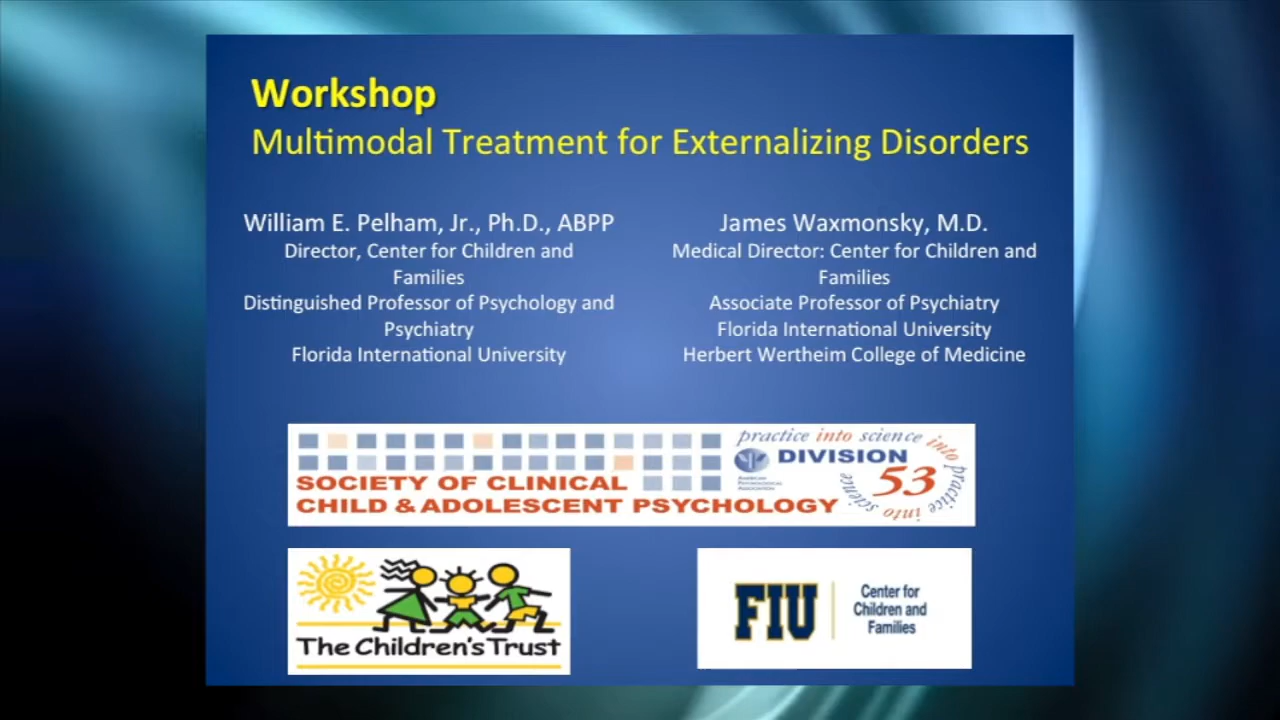 Workshop
Multimodal Treatment for Externalizing Disorders
William E. Pelham, Jr., Ph.D., ABPP
Director, Center for Children and
Families
Distinguished Professor of Psychology and
Psychiatry
Florida International University
James Waxmonsky, M.D.
Medical Director: Center for Children and
Families
Associate Professor of Psychiatry
Florida International University
Herbert Wertheim College of Medicine
SOCIETY OF CLINICAL
CHILD & ADOLESCENT PSYCHOLOGY
practice into science into practice into science
AMERICAN
PSYCHOLOGICAL
ASSOCIATION
DIVISION
53
The Children's Trust
FIU
Center for
Children and
Families